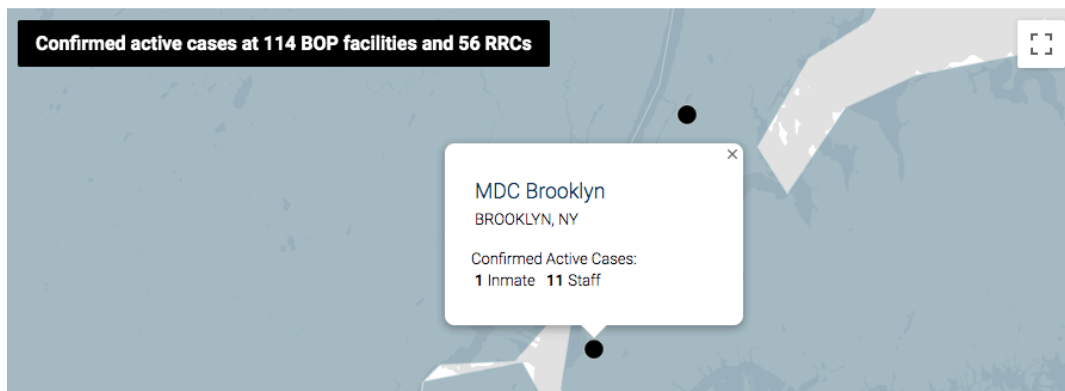 Confirmed active cases at 114 BOP facilities and 56 RRCs
MDC Brooklyn
BROOKLYN, NY
Confirmed Active Cases:
1 Inmate 11 Staff